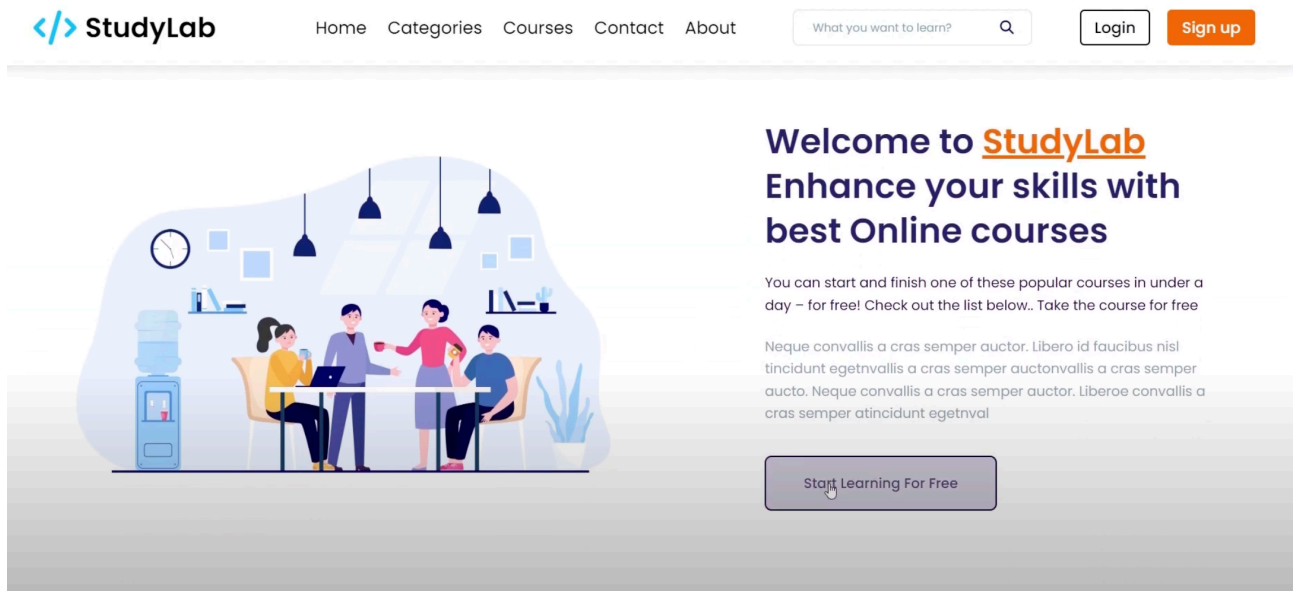 </> StudyLab
Home Categories Courses Contact About
What you want to learn?
Login
Sign up
Welcome to StudyLab
Enhance your skills with
best Online courses
You can start and finish one of these popular courses in under a
day – for free! Check out the list below.. Take the course for free
Neque convallis a cras semper auctor. Libero id faucibus nisl
tincidunt egetnvallis a cras semper auctonvallis a cras semper
aucto. Neque convallis a cras semper auctor. Liberoe convallis a
cras semper atincidunt egetnval
Start Learning For Free